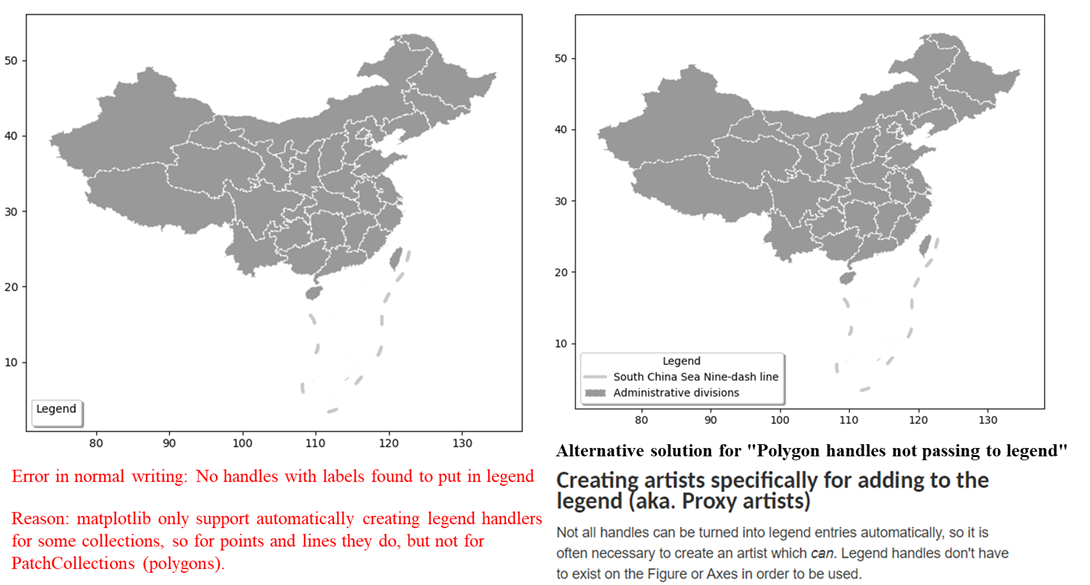 50
40
30
20
10
Legend
80 90 100 110 120 130
Error in normal writing: No handles with labels found to put in legend
Reason: matplotlib only support automatically creating legend handlers
for some collections, so for points and lines they do, but not for
PatchCollections (polygons).
50
40
30
20
10
Legend
South China Sea Nine-dash line
Administrative divisions
80 90 100 110 120 130
Alternative solution for "Polygon handles not passing to legend"
Creating artists specifically for adding to the
legend (aka. Proxy artists)
Not all handles can be turned into legend entries automatically, so it is
often necessary to create an artist which can. Legend handles don't have
to exist on the Figure or Axes in order to be used.